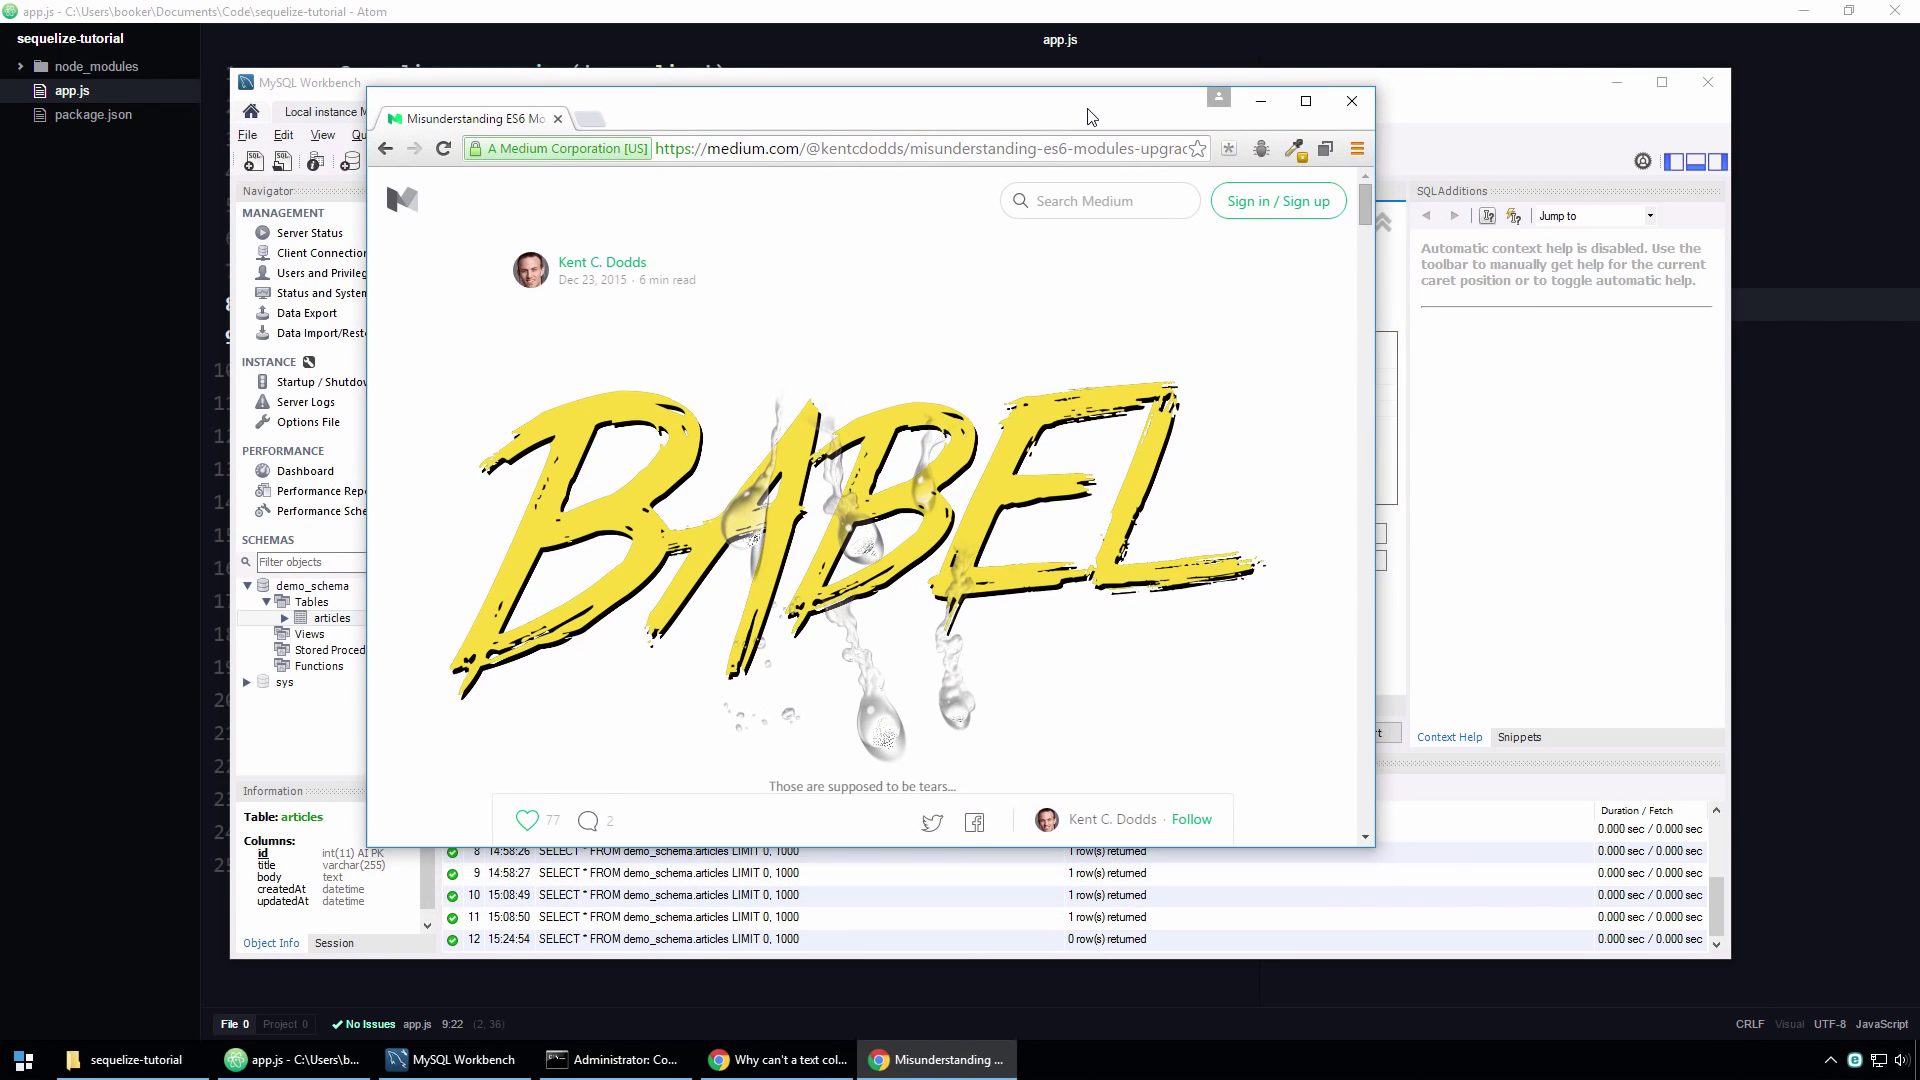 app.js - C:\Users\booker\Documents\Code\sequelize-tutorial - Atom
sequelize-tutorial
node_modules
app.js
package.json
app.js
MySQL Workbench
Local instance M
File Edit View Qu
Navigator
MANAGEMENT
Server Status
Client Connection
Users and Privileg
Status and System
Data Export
Data Import/Resto
INSTANCE
Startup / Shutdow
Server Logs
Options File
PERFORMANCE
Dashboard
Performance Repo
Performance Sche
SCHEMAS
Filter objects
demo_schema
Tables
articles
Views
Stored Proced
Functions
sys
Information
Table: articles
Columns:
id int(11) AI PK
title varchar(255)
body text
createdAt datetime
updatedAt datetime
Object Info Session
Misunderstanding ES6 Mo
A Medium Corporation [US] https://medium.com/@kentcdodds/misunderstanding-es6-modules-upgrac
Search Medium
Sign in / Sign up
Kent C. Dodds
Dec 23, 2015 · 6 min read
BABEL
Those are supposed to be tears...
77 2 Kent C. Dodds · Follow
SQLAdditions
Jump to
Automatic context help is disabled. Use the
toolbar to manually get help for the current
caret position or to toggle automatic help.
Context Help Snippets
Duration / Fetch
0.000 sec / 0.000 sec
8 14:58:26 SELECT * FROM demo_schema.articles LIMIT 0, 1000 1 row(s) returned 0.000 sec / 0.000 sec
9 14:58:27 SELECT * FROM demo_schema.articles LIMIT 0, 1000 1 row(s) returned 0.000 sec / 0.000 sec
10 15:08:49 SELECT * FROM demo_schema.articles LIMIT 0, 1000 1 row(s) returned 0.000 sec / 0.000 sec
11 15:08:50 SELECT * FROM demo_schema.articles LIMIT 0, 1000 1 row(s) returned 0.000 sec / 0.000 sec
12 15:24:54 SELECT * FROM demo_schema.articles LIMIT 0, 1000 0 row(s) returned 0.000 sec / 0.000 sec
File 0 Project 0 No Issues app.js 9:22 (2, 36) CRLF Visual UTF-8 JavaScript
sequelize-tutorial app.js - C:\Users\b... MySQL Workbench Administrator: Co... Why can't a text col... Misunderstanding ...